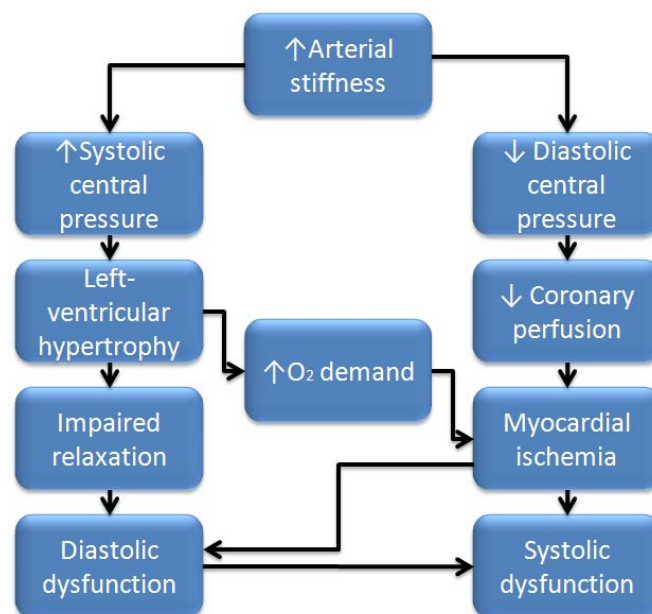 ↑Arterial
stiffness
↑Systolic
central
pressure
↓ Diastolic
central
pressure
Left-
ventricular
hypertrophy
↓ Coronary
perfusion
↑O₂ demand
Impaired
relaxation
Myocardial
ischemia
Diastolic
dysfunction
Systolic
dysfunction